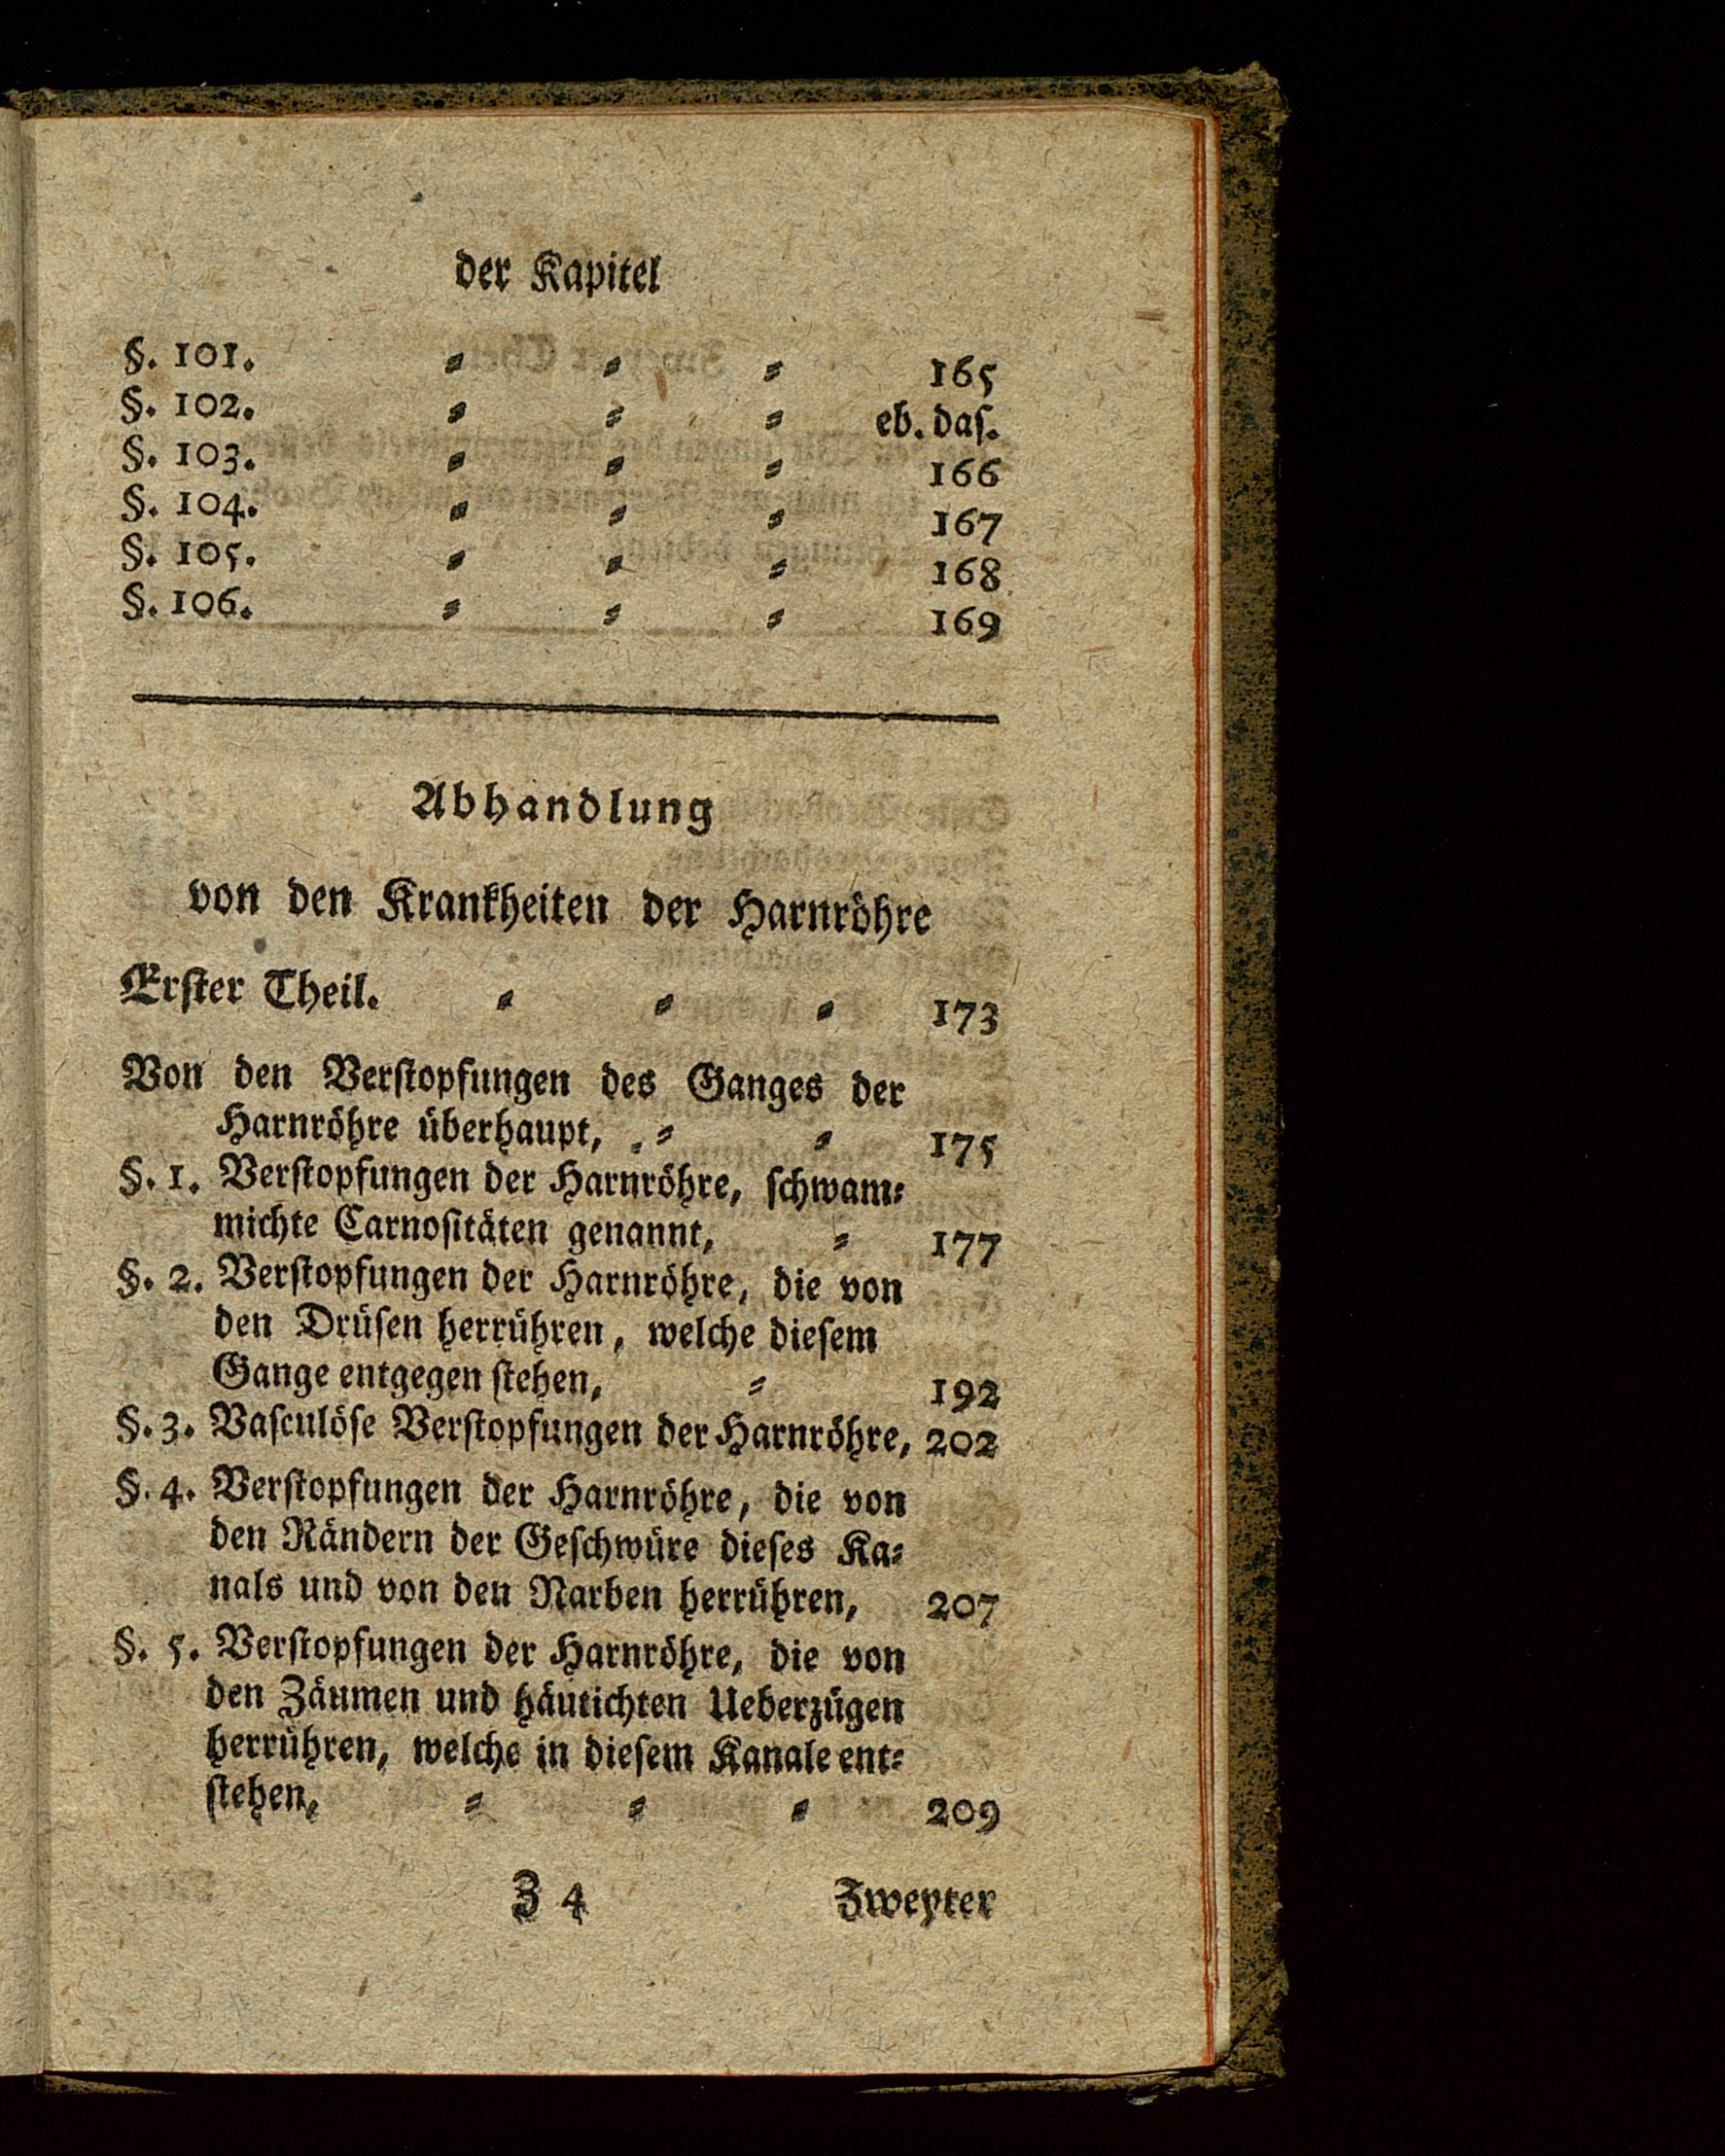 der Kapitel
§. 101. ⸗ ⸗ ⸗ 165
§. 102. ⸗ ⸗ ⸗ eb. daſ.
§. 103. ⸗ ⸗ ⸗ 166
§. 104. ⸗ ⸗ ⸗ 167
§. 105. ⸗ ⸗ ⸗ 168
§. 106. ⸗ ⸗ ⸗ 169
Abhandlung
von den Krankheiten der Harnröhre
Erſter Theil. ⸗ ⸗ ⸗ 173
Von den Verſtopfungen des Ganges der
Harnröhre überhaupt, ⸗ ⸗ 175
§. 1. Verſtopfungen der Harnröhre, ſchwam⸗
michte Carnoſitäten genannt, ⸗ 177
§. 2. Verſtopfungen der Harnröhre, die von
den Drüſen herrühren, welche dieſem
Gange entgegen ſtehen, ⸗ 192
§. 3. Vaſculöſe Verſtopfungen der Harnröhre, 202
§. 4. Verſtopfungen der Harnröhre, die von
den Rändern der Geſchwüre dieſes Ka⸗
nals und von den Narben herrühren, 207
§. 5. Verſtopfungen der Harnröhre, die von
den Zäumen und häutichten Ueberzügen
herrühren, welche in dieſem Kanale ent⸗
ſtehen, ⸗ ⸗ ⸗ 209
Z 4 Zweyter